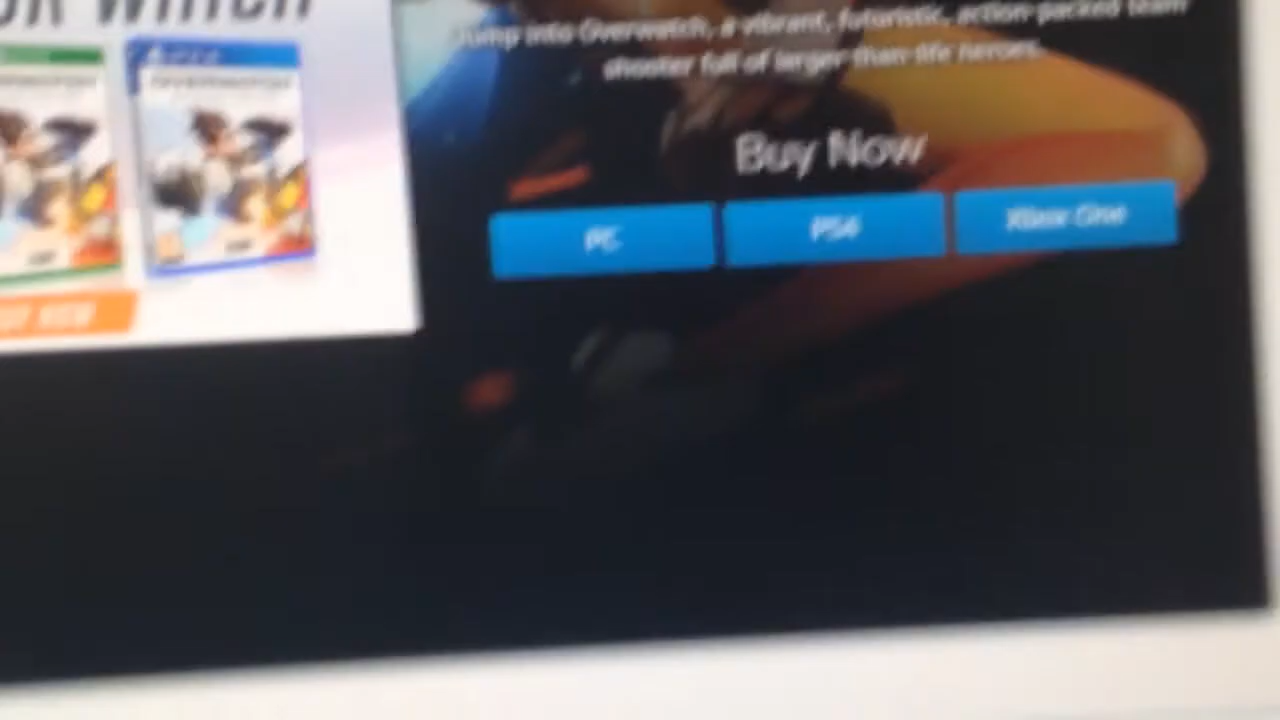 Jump into Overwatch, a vibrant, futuristic, action-packed team
shooter full of larger-than-life heroes.
Buy Now
PC
PS4
Xbox One
PS4